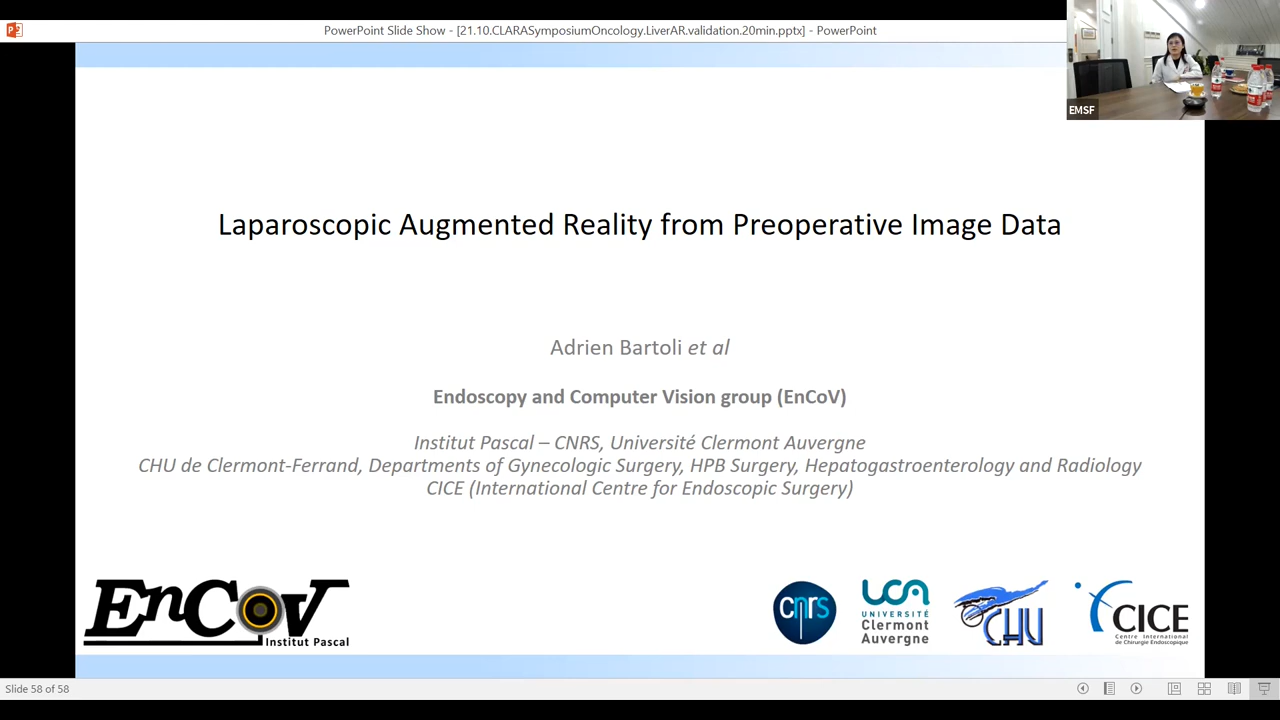 PowerPoint Slide Show - [21.10.CLARASymposiumOncology.LiverAR.validation.20min.pptx] - PowerPoint
EMSF
Laparoscopic Augmented Reality from Preoperative Image Data
Adrien Bartoli et al
Endoscopy and Computer Vision group (EnCoV)
Institut Pascal – CNRS, Université Clermont Auvergne
CHU de Clermont-Ferrand, Departments of Gynecologic Surgery, HPB Surgery, Hepatogastroenterology and Radiology
CICE (International Centre for Endoscopic Surgery)
EnCoV
Institut Pascal
cnrs
UCA
UNIVERSITÉ
Clermont
Auvergne
CHU
CICE
Centre International
de Chirurgie Endoscopique
Slide 58 of 58